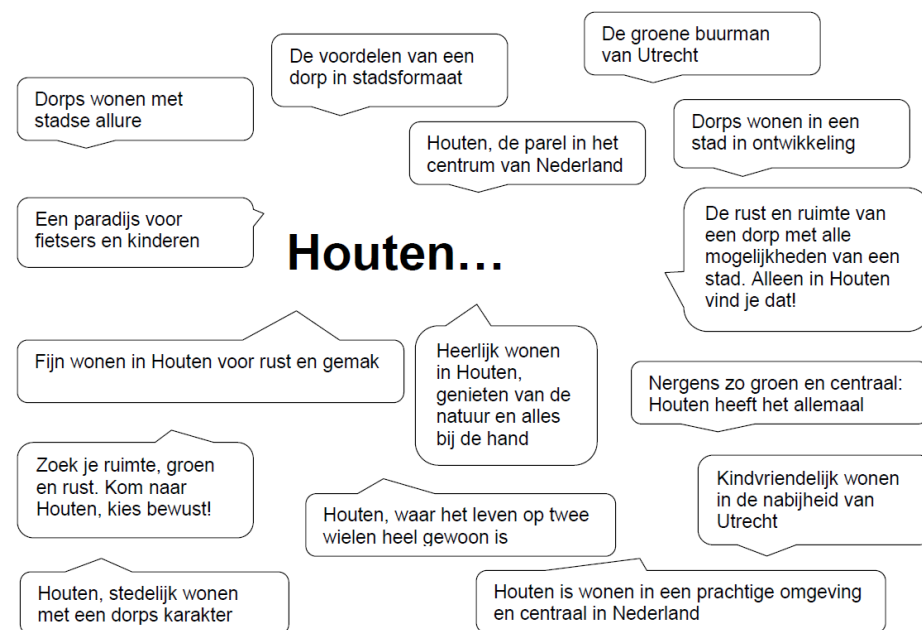 De groene buurman
van Utrecht
De voordelen van een
dorp in stadsformaat
Dorps wonen met
stadse allure
Dorps wonen in een
stad in ontwikkeling
Houten, de parel in het
centrum van Nederland
Een paradijs voor
fietsers en kinderen
De rust en ruimte van
een dorp met alle
mogelijkheden van een
stad. Alleen in Houten
vind je dat!
Houten…
Fijn wonen in Houten voor rust en gemak
Heerlijk wonen
in Houten,
genieten van de
natuur en alles
bij de hand
Nergens zo groen en centraal:
Houten heeft het allemaal
Zoek je ruimte, groen
en rust. Kom naar
Houten, kies bewust!
Kindvriendelijk wonen
in de nabijheid van
Utrecht
Houten, waar het leven op twee
wielen heel gewoon is
Houten, stedelijk wonen
met een dorps karakter
Houten is wonen in een prachtige omgeving
en centraal in Nederland